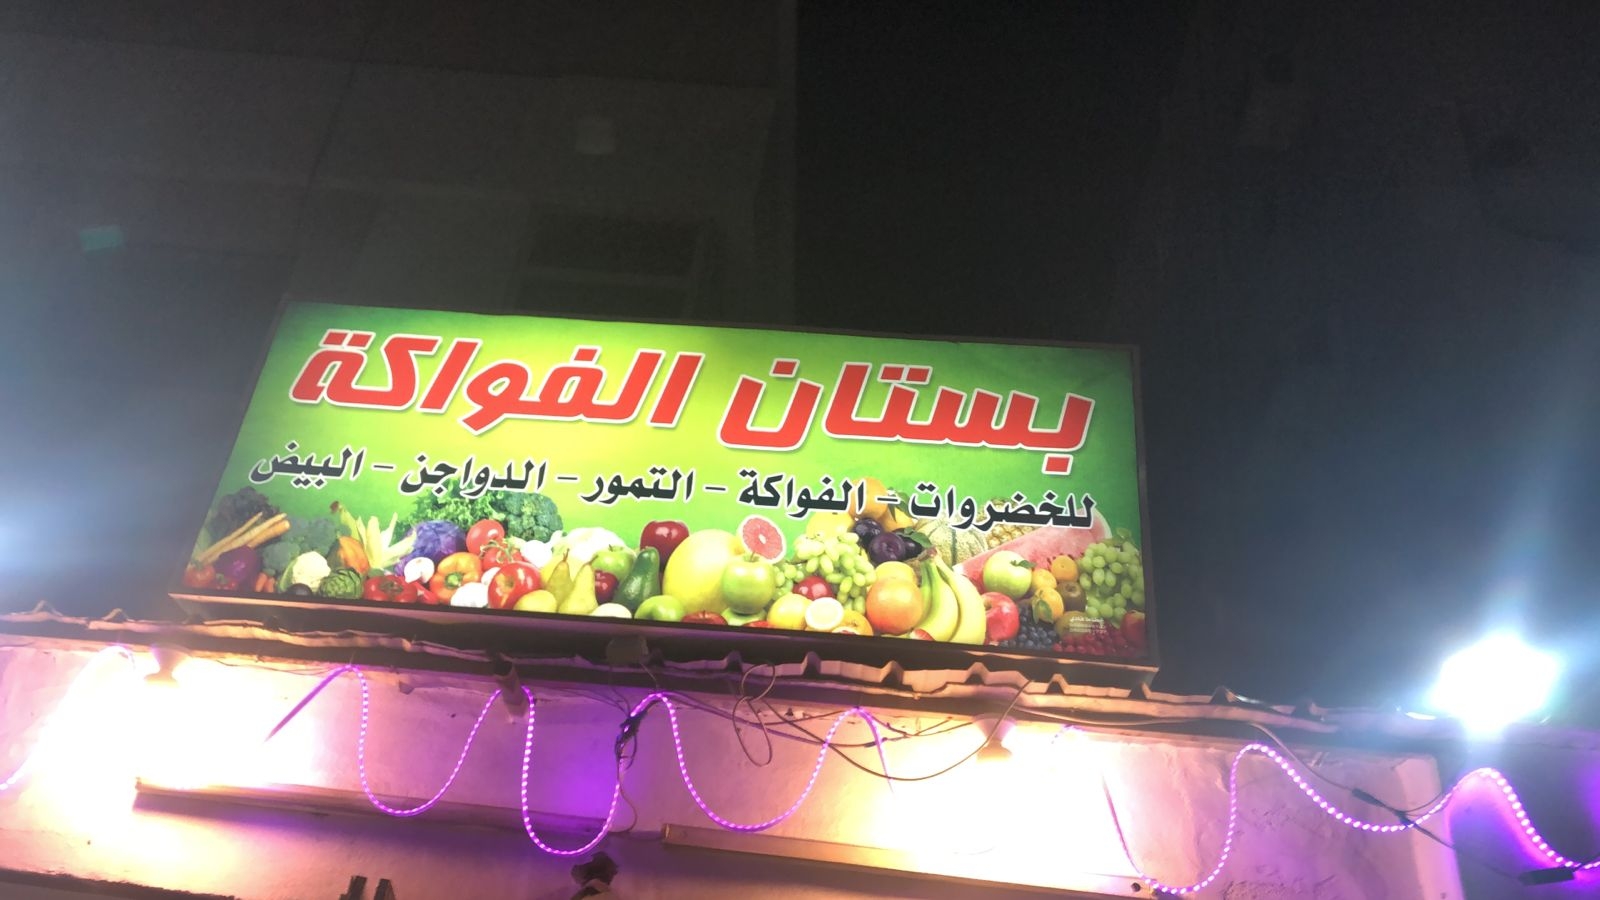 بستان الفواكة
للخضروات - الفواكة - التمور - الدواجن - البيض